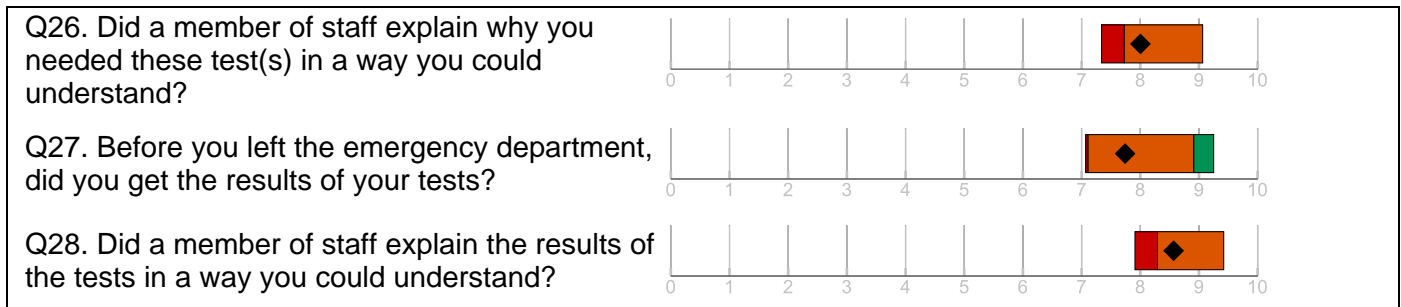 Q26. Did a member of staff explain why you
needed these test(s) in a way you could
understand?
0 1 2 3 4 5 6 7 8 9 10
Q27. Before you left the emergency department,
did you get the results of your tests?
0 1 2 3 4 5 6 7 8 9 10
Q28. Did a member of staff explain the results of
the tests in a way you could understand?
0 1 2 3 4 5 6 7 8 9 10